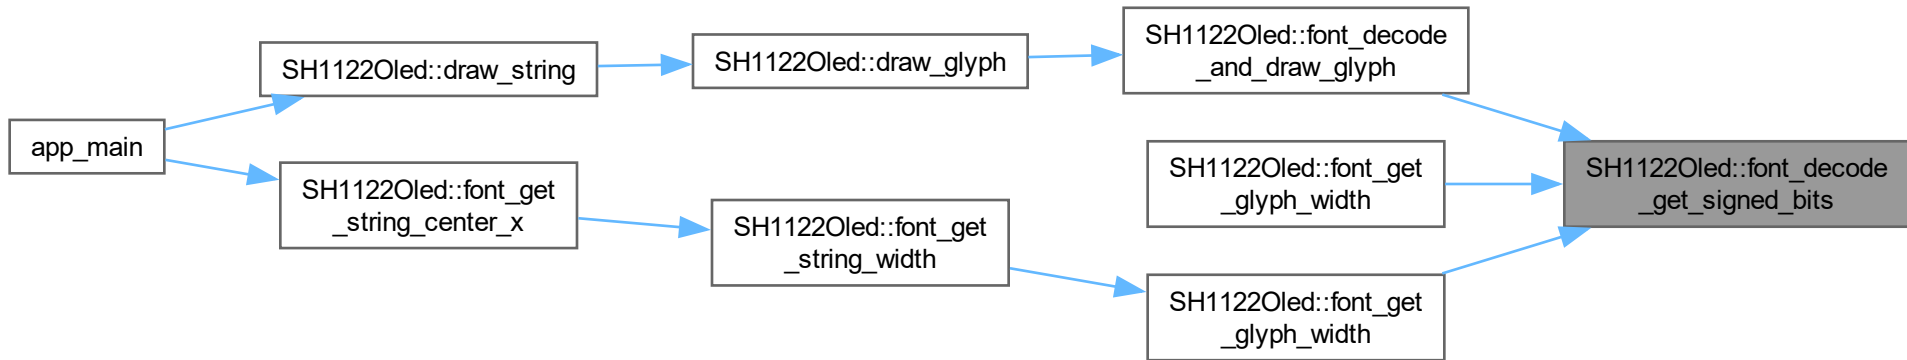 app_main
SH1122Oled::draw_string
SH1122Oled::font_get
_string_center_x
SH1122Oled::draw_glyph
SH1122Oled::font_get
_string_width
SH1122Oled::font_decode
_and_draw_glyph
SH1122Oled::font_get
_glyph_width
SH1122Oled::font_get
_glyph_width
SH1122Oled::font_decode
_get_signed_bits